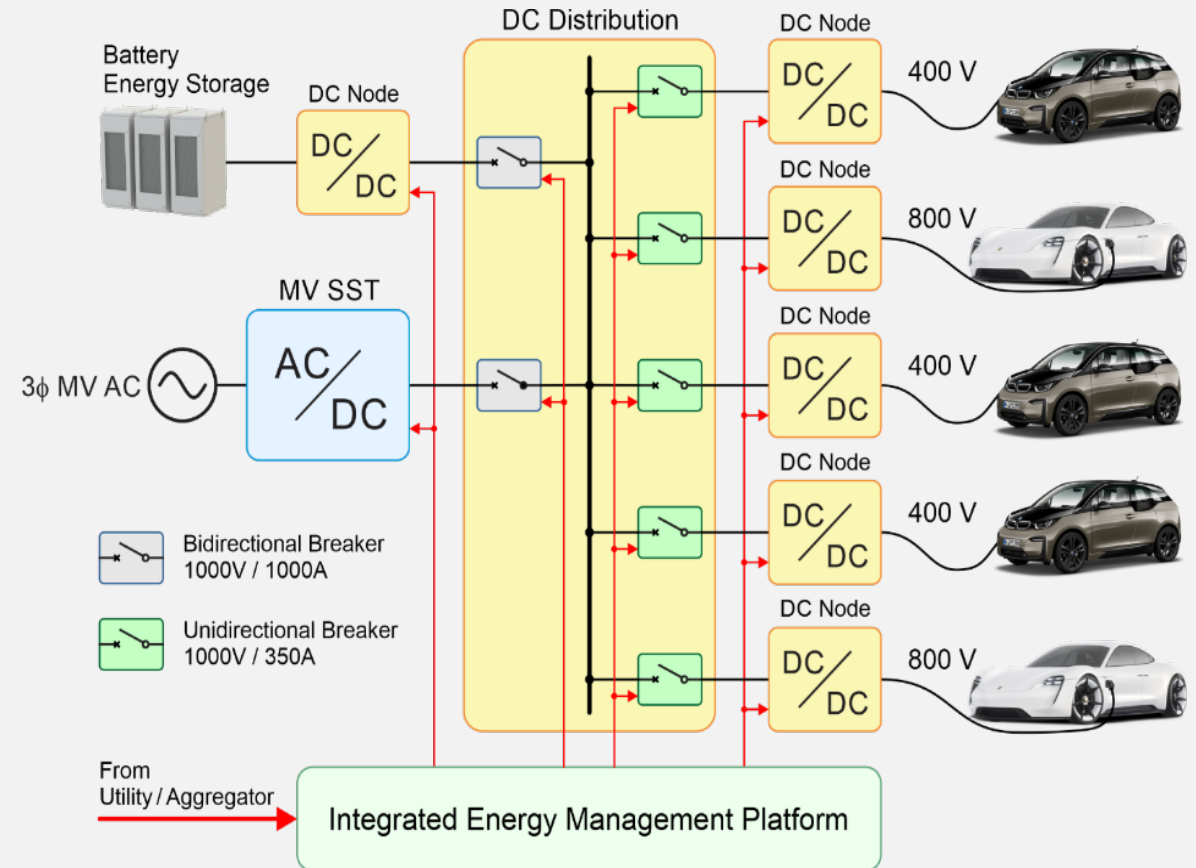 DC Distribution
DC Node
Battery
Energy Storage
DC Node
DC/DC
DC/DC
400 V
DC Node
DC/DC
800 V
MV SST
3ϕ MV AC
AC/DC
DC Node
DC/DC
400 V
DC Node
DC/DC
400 V
Bidirectional Breaker
1000V / 1000A
Unidirectional Breaker
1000V / 350A
DC Node
DC/DC
800 V
From
Utility / Aggregator
Integrated Energy Management Platform